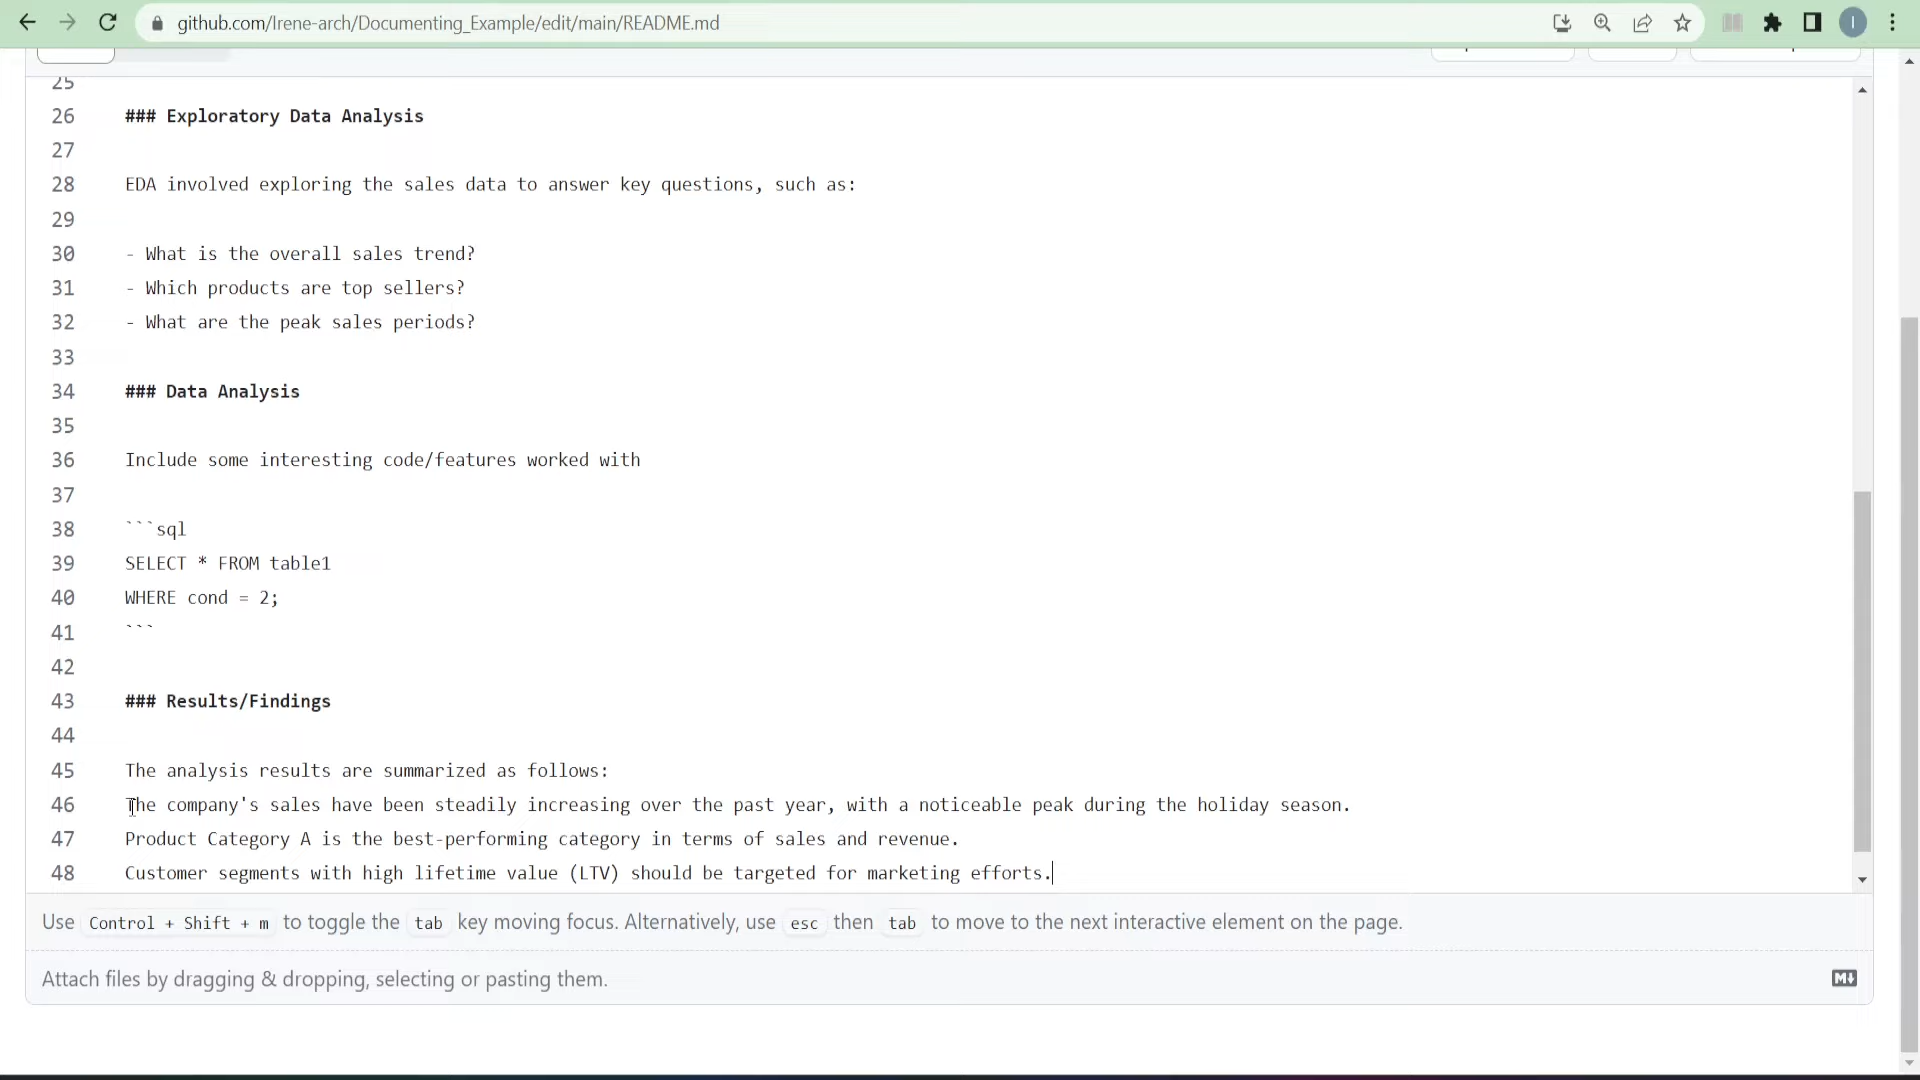 github.com/Irene-arch/Documenting_Example/edit/main/README.md
I
25
26 ### Exploratory Data Analysis
27
28 EDA involved exploring the sales data to answer key questions, such as:
29
30 - What is the overall sales trend?
31 - Which products are top sellers?
32 - What are the peak sales periods?
33
34 ### Data Analysis
35
36 Include some interesting code/features worked with
37
38 ```sql
39 SELECT * FROM table1
40 WHERE cond = 2;
41 ```
42
43 ### Results/Findings
44
45 The analysis results are summarized as follows:
46 The company's sales have been steadily increasing over the past year, with a noticeable peak during the holiday season.
47 Product Category A is the best-performing category in terms of sales and revenue.
48 Customer segments with high lifetime value (LTV) should be targeted for marketing efforts.
Use Control + Shift + m to toggle the tab key moving focus. Alternatively, use esc then tab to move to the next interactive element on the page.
Attach files by dragging & dropping, selecting or pasting them.
M